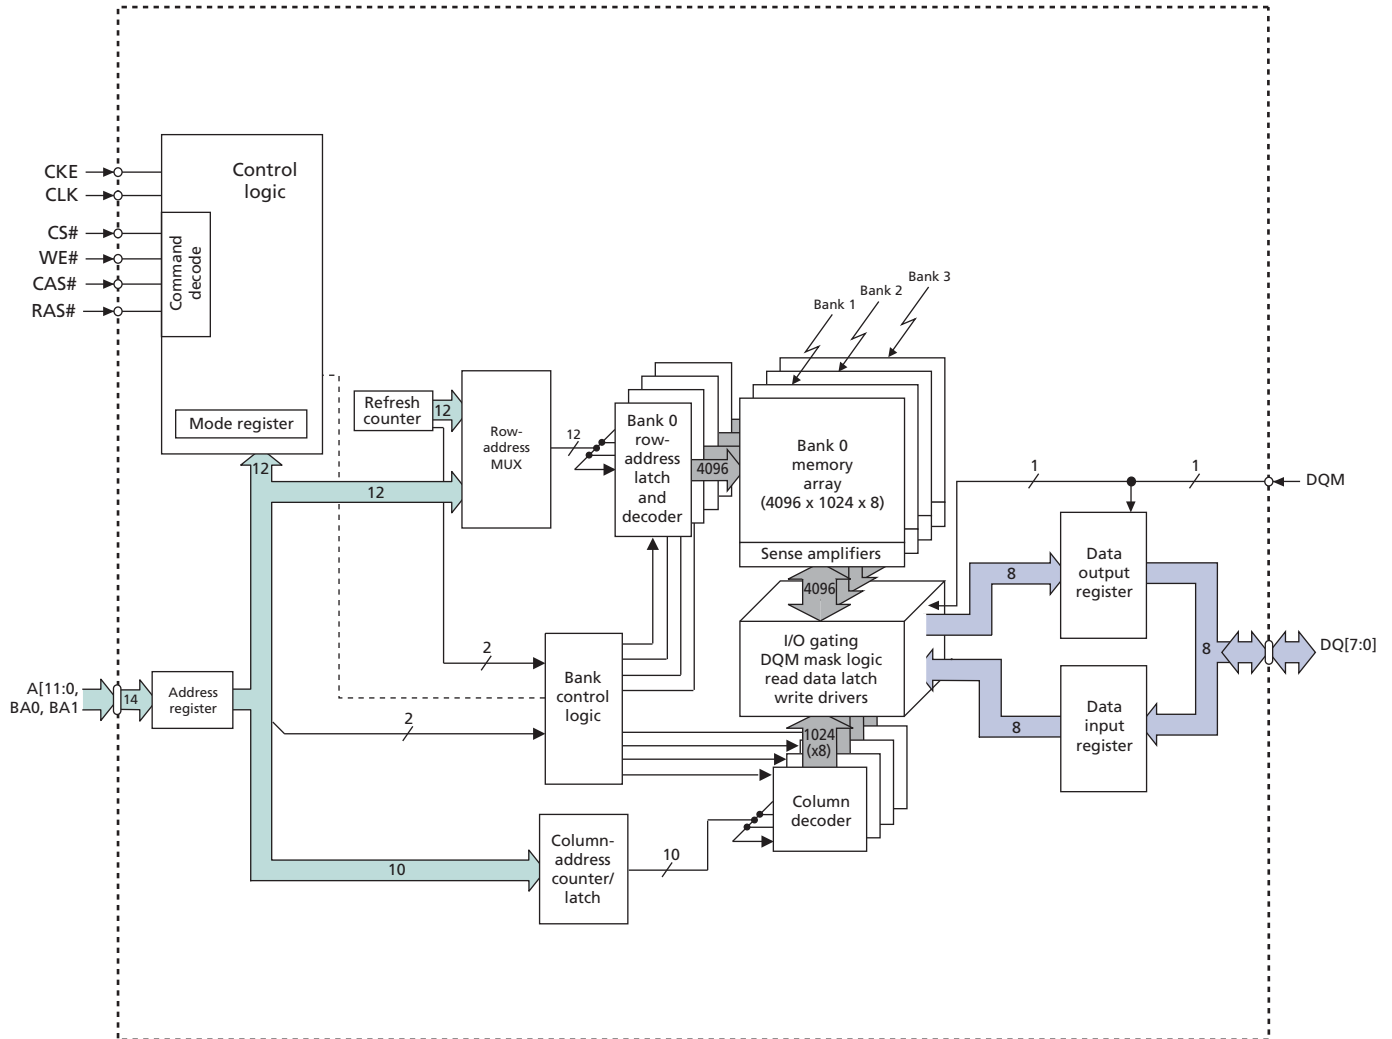 Control
logic
CKE
CLK
CS#
WE#
CAS#
RAS#
Command
decode
Mode register
12
Refresh
counter
12
12
Row-
address
MUX
12
Bank 0
row-
address
latch
and
decoder
4096
Bank 1
Bank 2
Bank 3
Bank 0
memory
array
(4096 x 1024 x 8)
Sense amplifiers
4096
I/O gating
DQM mask logic
read data latch
write drivers
1024
(x8)
Column
decoder
1
1
DQM
Data
output
register
8
8
DQ[7:0]
Data
input
register
8
A[11:0,
BA0, BA1
14
Address
register
2
2
Bank
control
logic
10
Column-
address
counter/
latch
10